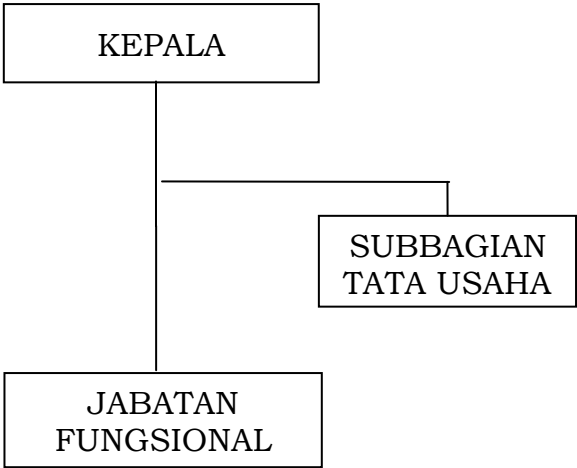 KEPALA
SUBBAGIAN
TATA USAHA
JABATAN
FUNGSIONAL